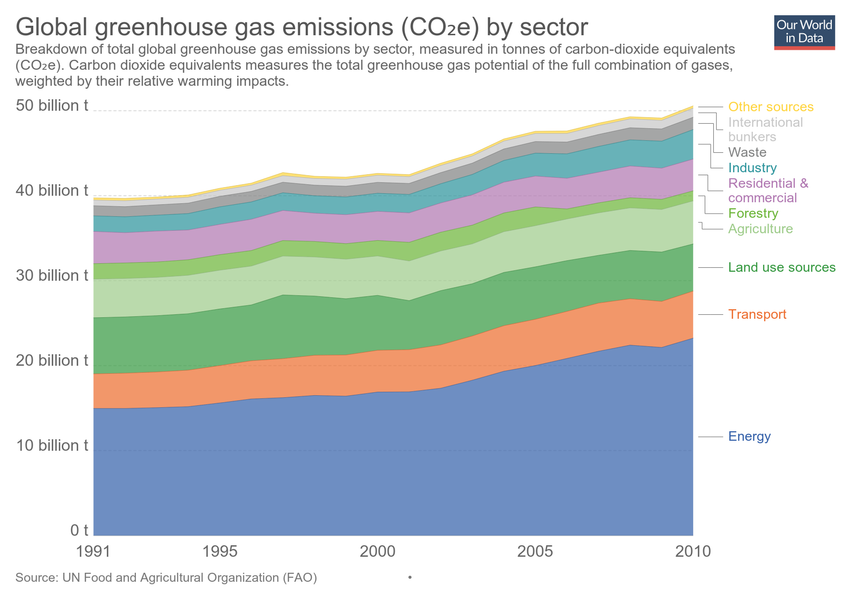 Global greenhouse gas emissions (CO₂e) by sector
Our World
in Data
Breakdown of total global greenhouse gas emissions by sector, measured in tonnes of carbon-dioxide equivalents
(CO₂e). Carbon dioxide equivalents measures the total greenhouse gas potential of the full combination of gases,
weighted by their relative warming impacts.
50 billion t
40 billion t
30 billion t
20 billion t
10 billion t
0 t
Other sources
International
bunkers
Waste
Industry
Residential &
commercial
Forestry
Agriculture
Land use sources
Transport
Energy
1991
1995
2000
2005
2010
Source: UN Food and Agricultural Organization (FAO)
•